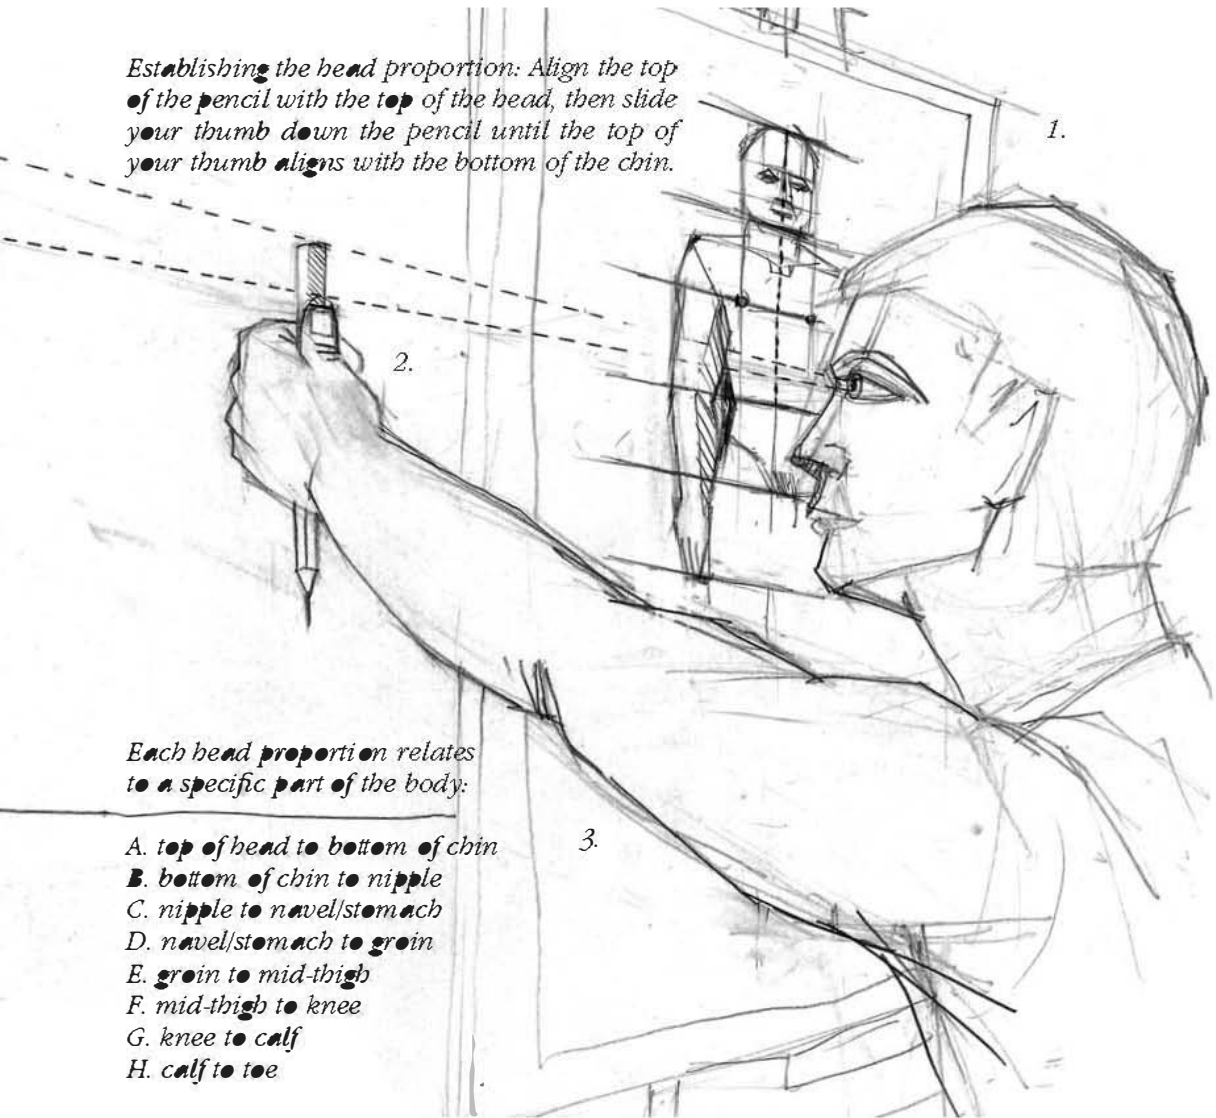 Establishing the head proportion: Align the top
of the pencil with the top of the head, then slide
your thumb down the pencil until the top of
your thumb aligns with the bottom of the chin.
1.
2.
Each head proportion relates
to a specific part of the body:
3.
A. top of head to bottom of chin
B. bottom of chin to nipple
C. nipple to navel/stomach
D. navel/stomach to groin
E. groin to mid-thigh
F. mid-thigh to knee
G. knee to calf
H. calf to toe